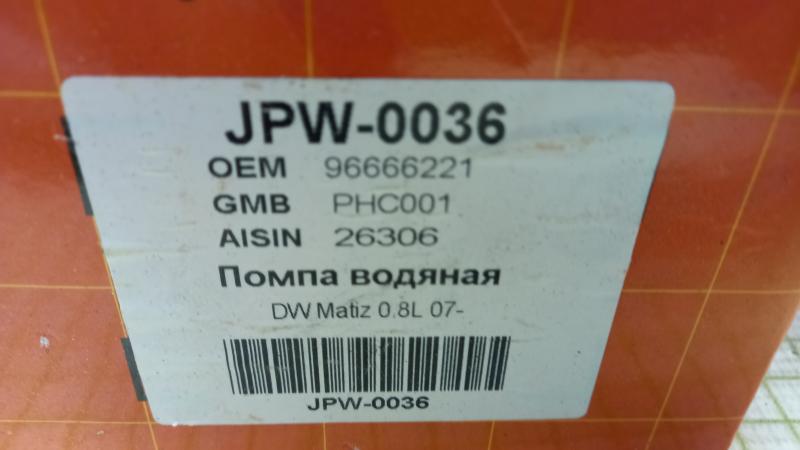 JPW-0036
OEM 96666221
GMB PHC001
AISIN 26306
Помпа водяная
DW Matiz 0.8L 07-
JPW-0036